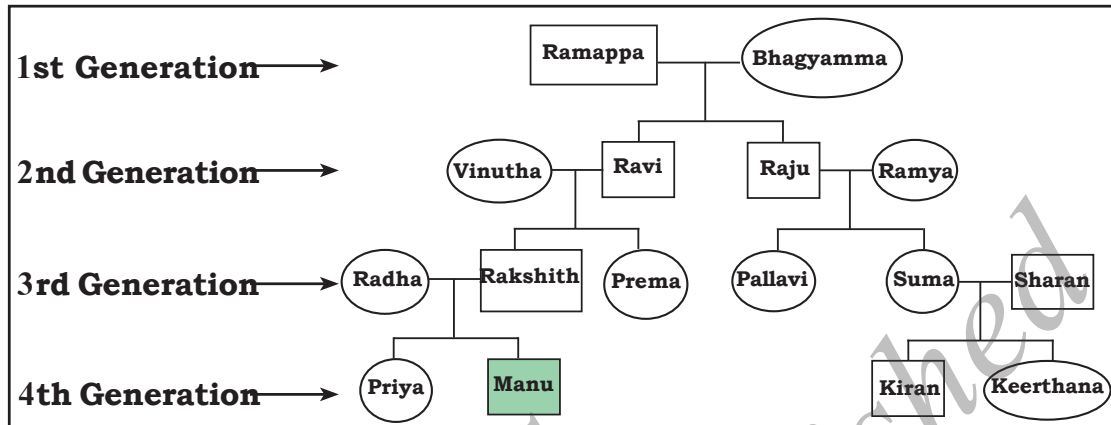 1st Generation
Ramappa
Bhagyamma
2nd Generation
Vinutha
Ravi
Raju
Ramya
3rd Generation
Radha
Rakshith
Prema
Pallavi
Suma
Sharan
4th Generation
Priya
Manu
Kiran
Keerthana
shed